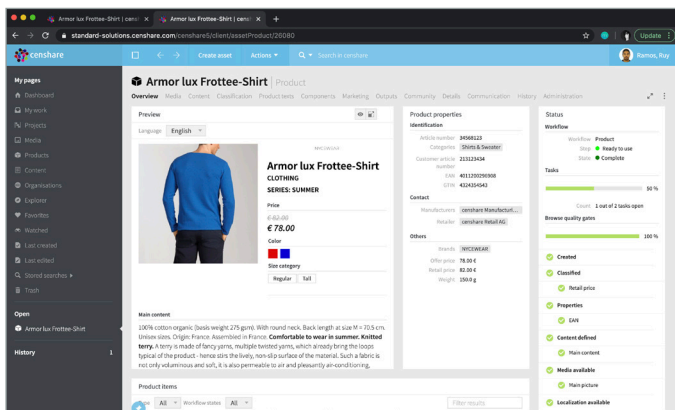 Armor lux Frottee-Shirt | censh
Armor lux Frottee-Shirt | censh
standard-solutions.censhare.com/censhare5/client/assetProduct/26080
Update
censhare
Create asset
Actions
Search in censhare
Ramos, Ruy
My pages
Dashboard
My work
Projects
Media
Products
Content
Organisations
Explorer
Favorites
Watched
Last created
Last edited
Stored searches
Trash
Open
Armor lux Frottee-Shirt
History 1
Armor lux Frottee-Shirt | Product
Overview Media Content Classification Product items Components Marketing Outputs Community Details Communication History Administration
Preview
Language English
NYCSWEAR
Armor lux Frottee-Shirt
CLOTHING
SERIES: SUMMER
Price
€ 82.00
€ 78.00
Color
Size category
Regular Tall
Main content
100% cotton organic (basis weight 275 gsm). With round neck. Back length at size M = 70.5 cm.
Unisex sizes. Origin: France. Assembled in France. Comfortable to wear in summer. Knitted
terry. A terry is made of fancy yarns, multiple twisted yarns, which already bring the loops
typical of the product - hence stirs the lively, non-slip surface of the material. Such a fabric is
not only voluminous and soft, it is also permeable to air and pleasantly air-conditioning,
Product items
Type All Workflow states All
Filter results
Product properties
Identification
Article number 34568123
Categories Shirts & Sweater
Customer article number 213123434
EAN 4011200296908
GTIN 4324354543
Contact
Manufacturers censhare Manufacturi...
Retailer censhare Retail AG
Others
Brands NYCSWEAR
Offer price 78.00 €
Retail price 82.00 €
Weight 150.0 g
Status
Workflow
Workflow Product
Step Ready to use
State Complete
Tasks
50 %
Count 1 out of 2 tasks open
Browse quality gates
100 %
Created
Classified
Retail price
Properties
EAN
Content defined
Main content
Media available
Main picture
Localization available